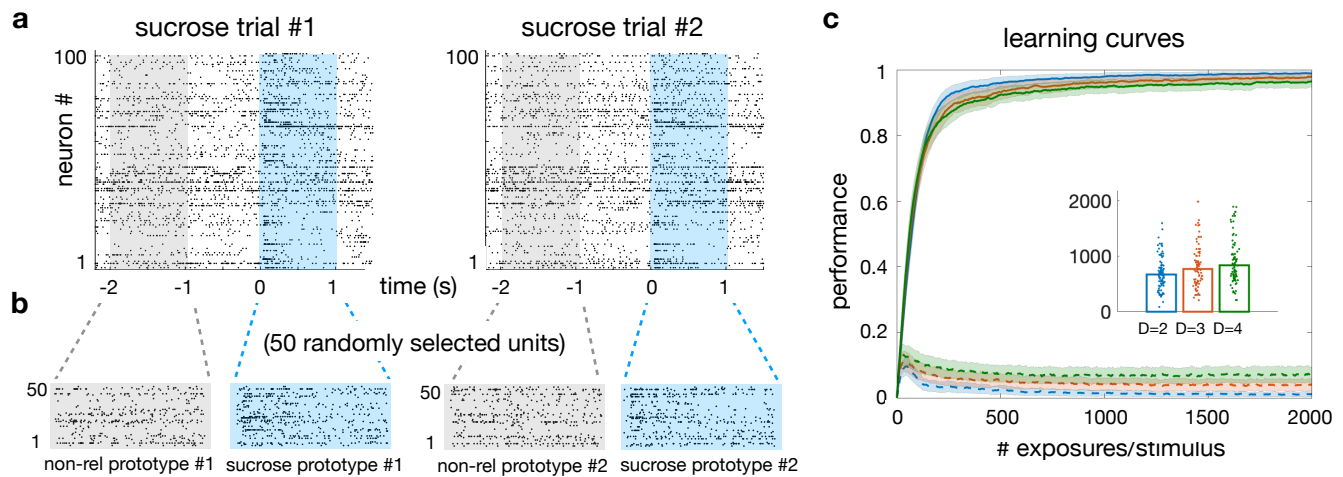 a
sucrose trial #1
sucrose trial #2
100
neuron #
1
100
1
-2
-1
0
1
time (s)
-2
-1
0
1
b
(50 randomly selected units)
50
1
50
1
non-rel prototype #1
sucrose prototype #1
non-rel prototype #2
sucrose prototype #2
c
learning curves
performance
1
0.8
0.6
0.4
0.2
0
0
500
1000
1500
2000
# exposures/stimulus
2000
1000
0
D=2
D=3
D=4